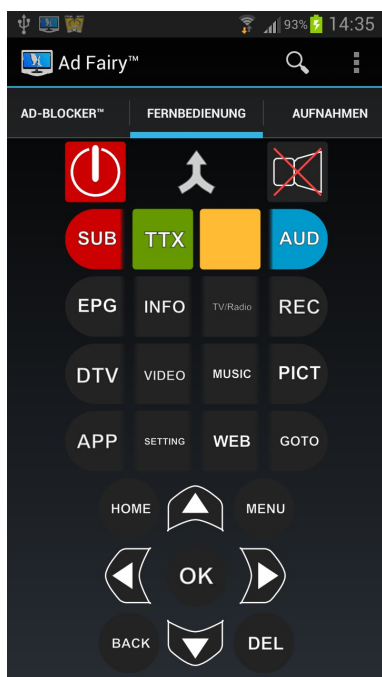 93% 14:35
Ad Fairy™
AD-BLOCKER™ FERNBEDIENUNG AUFNAHMEN
SUB TTX AUD
EPG INFO TV/Radio REC
DTV VIDEO MUSIC PICT
APP SETTING WEB GOTO
HOME MENU
OK
BACK DEL